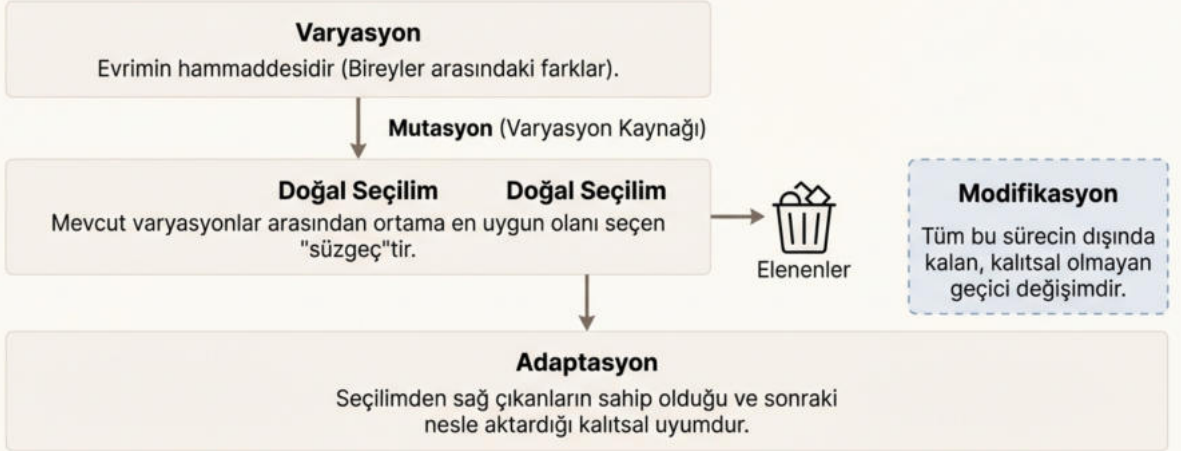 Varyasyon
Evrimin hammaddesidir (Bireyler arasındaki farklar).
Mutasyon (Varyasyon Kaynağı)
Doğal Seçilim Doğal Seçilim
Mevcut varyasyonlar arasından ortama en uygun olanı seçen
"süzgeç"tir.
Elenenler
Modifikasyon
Tüm bu sürecin dışında
kalan, kalıtsal olmayan
geçici değişimdir.
Adaptasyon
Seçilimden sağ çıkanların sahip olduğu ve sonraki
nesle aktardığı kalıtsal uyumdur.